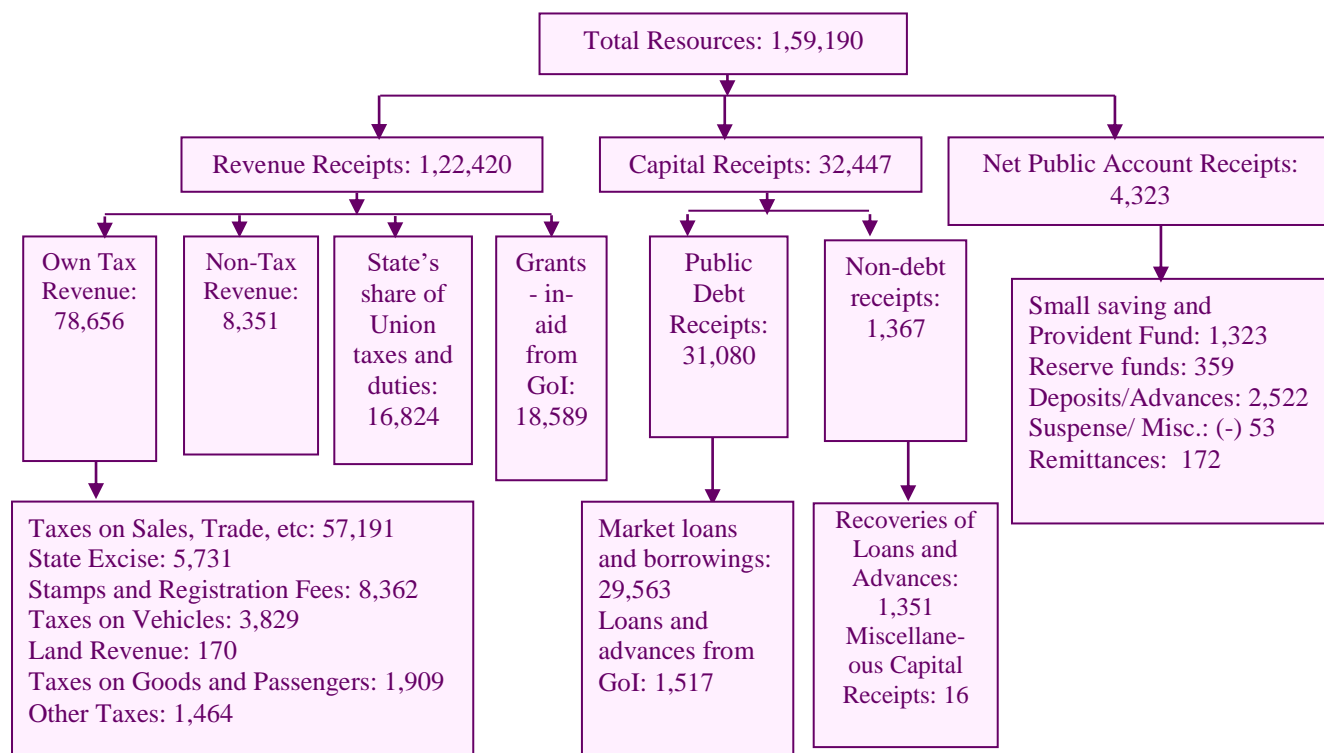 Total Resources: 1,59,190
Revenue Receipts: 1,22,420
Capital Receipts: 32,447
Net Public Account Receipts:
4,323
Own Tax
Revenue:
78,656
Non-Tax
Revenue:
8,351
State’s
share of
Union
taxes and
duties:
16,824
Grants
- in-
aid
from
GoI:
18,589
Public
Debt
Receipts:
31,080
Non-debt
receipts:
1,367
Small saving and
Provident Fund: 1,323
Reserve funds: 359
Deposits/Advances: 2,522
Suspense/ Misc.: (-) 53
Remittances: 172
Taxes on Sales, Trade, etc: 57,191
State Excise: 5,731
Stamps and Registration Fees: 8,362
Taxes on Vehicles: 3,829
Land Revenue: 170
Taxes on Goods and Passengers: 1,909
Other Taxes: 1,464
Market loans
and borrowings:
29,563
Loans and
advances from
GoI: 1,517
Recoveries of
Loans and
Advances:
1,351
Miscellane-
ous Capital
Receipts: 16